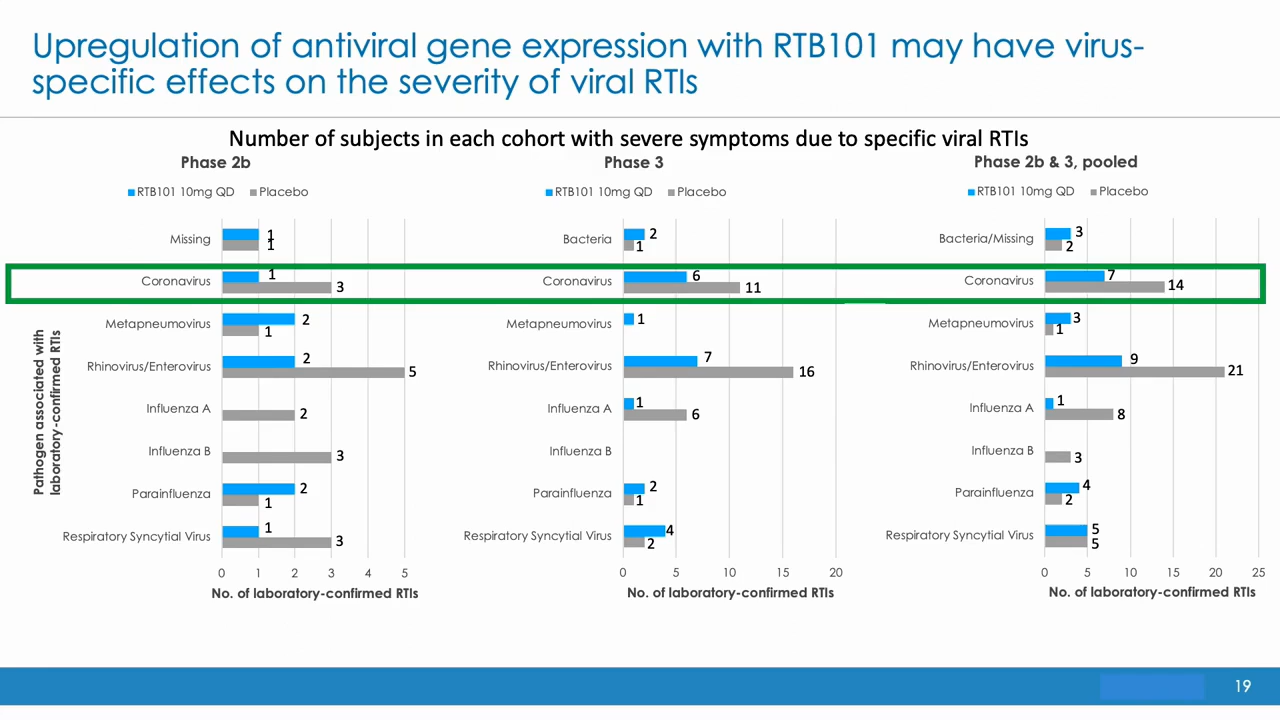 Upregulation of antiviral gene expression with RTB101 may have virus-
specific effects on the severity of viral RTIs
Number of subjects in each cohort with severe symptoms due to specific viral RTIs
Phase 2b
RTB101 10mg QD Placebo
Pathogen associated with
laboratory-confirmed RTIs
Missing 1
1
Coronavirus 1
3
Metapneumovirus 2
1
Rhinovirus/Enterovirus 2
5
Influenza A 2
Influenza B 3
Parainfluenza 2
1
Respiratory Syncytial Virus 1
3
0 1 2 3 4 5
No. of laboratory-confirmed RTIs
Phase 3
RTB101 10mg QD Placebo
Bacteria 2
1
Coronavirus 6
11
Metapneumovirus 1
Rhinovirus/Enterovirus 7
16
Influenza A 1
6
Influenza B
Parainfluenza 2
1
Respiratory Syncytial Virus 4
2
0 5 10 15 20
No. of laboratory-confirmed RTIs
Phase 2b & 3, pooled
RTB101 10mg QD Placebo
Bacteria/Missing 3
2
Coronavirus 7
14
Metapneumovirus 3
1
Rhinovirus/Enterovirus 9
21
Influenza A 1
8
Influenza B 3
Parainfluenza 4
2
Respiratory Syncytial Virus 5
5
0 5 10 15 20 25
No. of laboratory-confirmed RTIs
19